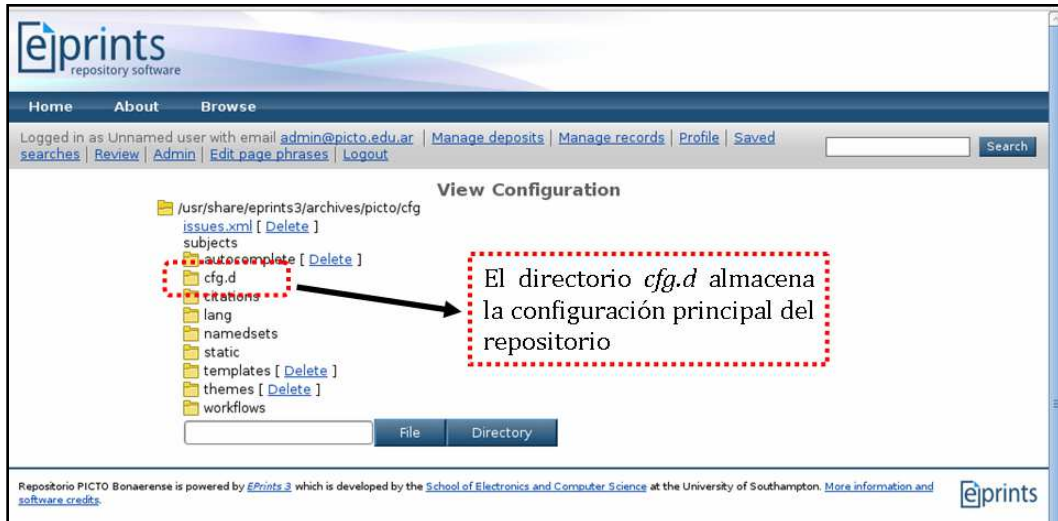 eprints
repository software
Home About Browse
Logged in as Unnamed user with email admin@picto.edu.ar | Manage deposits | Manage records | Profile | Saved
searches | Review | Admin | Edit page phrases | Logout
Search
View Configuration
/usr/share/eprints3/archives/picto/cfg
issues.xml [ Delete ]
subjects
autocomplete [ Delete ]
cfg.d
citations
lang
namedsets
static
templates [ Delete ]
themes [ Delete ]
workflows
File Directory
El directorio cfg.d almacena
la configuración principal del
repositorio
Repositorio PICTO Bonaerense is powered by EPrints 3 which is developed by the School of Electronics and Computer Science at the University of Southampton. More information and
software credits.
eprints